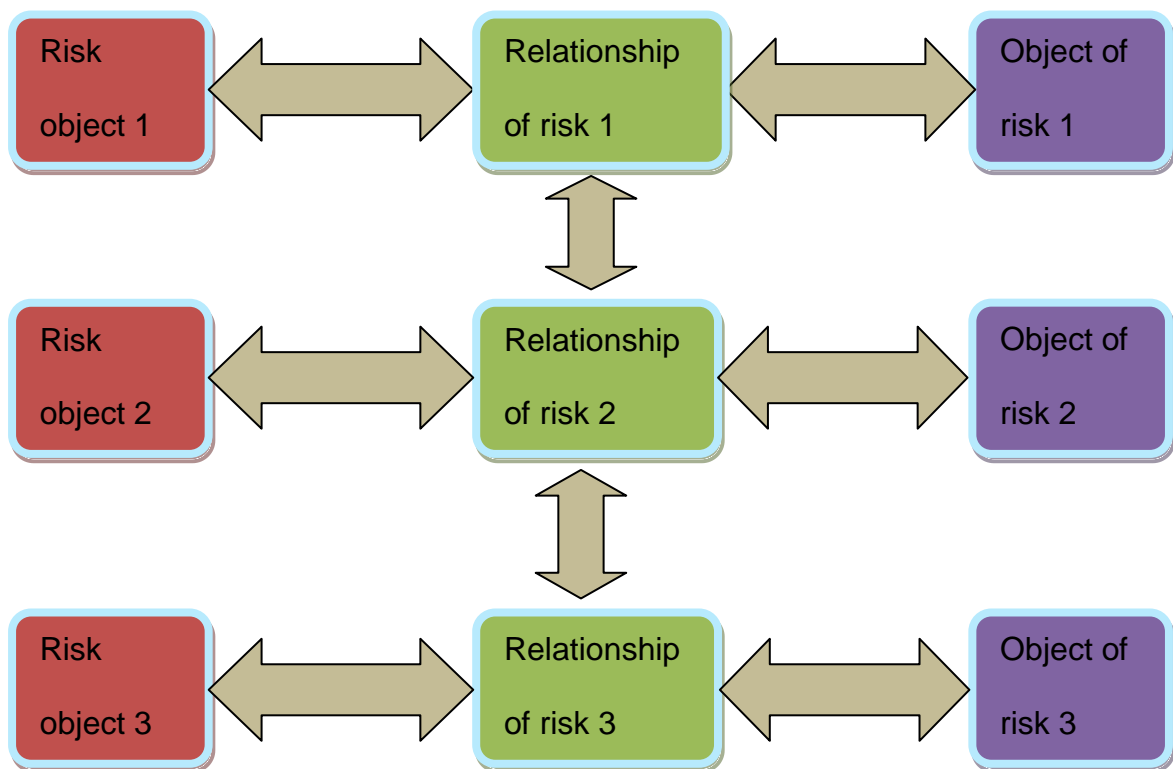 Risk
object 1
Relationship
of risk 1
Object of
risk 1
Risk
object 2
Relationship
of risk 2
Object of
risk 2
Risk
object 3
Relationship
of risk 3
Object of
risk 3